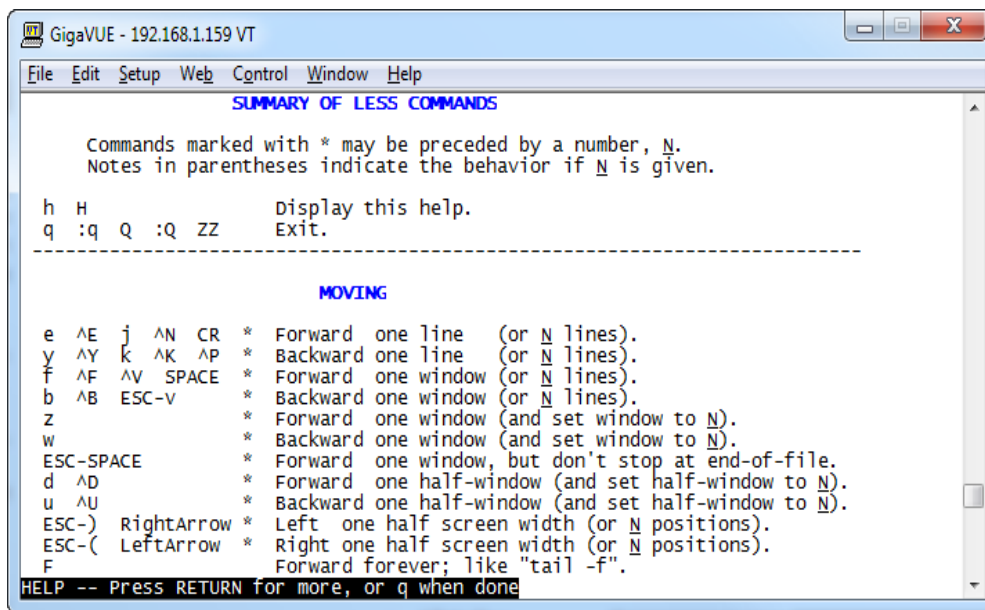 GigaVUE - 192.168.1.159 VT
File Edit Setup Web Control Window Help
SUMMARY OF LESS COMMANDS
Commands marked with * may be preceded by a number, N.
Notes in parentheses indicate the behavior if N is given.
h H Display this help.
q :q Q :Q ZZ Exit.
---------------------------------------------------------------------------
MOVING
e ^E j ^N CR * Forward one line (or N lines).
y ^Y k ^K ^P * Backward one line (or N lines).
f ^F ^V SPACE * Forward one window (or N lines).
b ^B ESC-v * Backward one window (or N lines).
z * Forward one window (and set window to N).
w * Backward one window (and set window to N).
ESC-SPACE * Forward one window, but don't stop at end-of-file.
d ^D * Forward one half-window (and set half-window to N).
u ^U * Backward one half-window (and set half-window to N).
ESC-) RightArrow * Left one half screen width (or N positions).
ESC-( LeftArrow * Right one half screen width (or N positions).
F Forward forever; like "tail -f".
HELP -- Press RETURN for more, or q when done